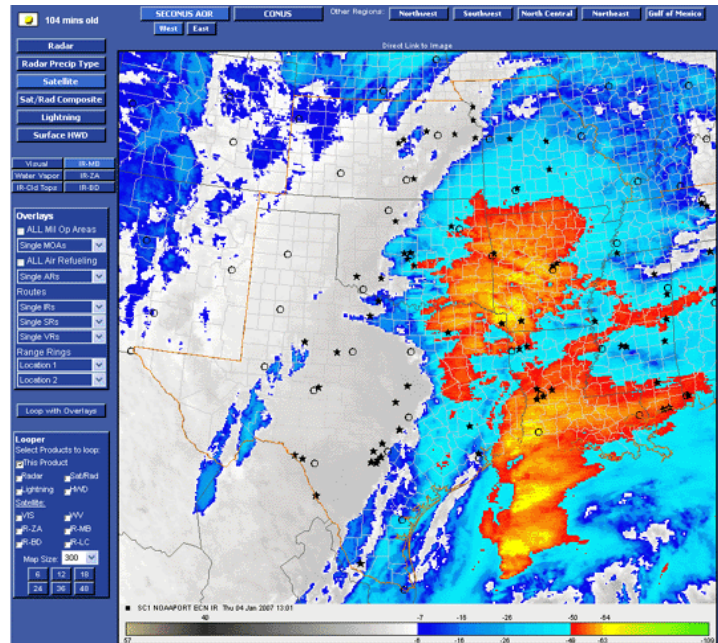 104 mins old
SECONUS AOR
CONUS
Other Regions:
Northwest
Southwest
North Central
Northeast
Gulf of Mexico
West
East
Direct Link to Image
Radar
Radar Precip Type
Satellite
Sat/Rad Composite
Lightning
Surface HWD
Visual
IR-MB
Water Vapor
IR-ZA
IR-Cld Tops
IR-BD
Overlays
ALL Mil Op Areas
Single MOAs
ALL Air Refueling
Single ARs
Routes
Single IRs
Single SRs
Single VRs
Range Rings
Location 1
Location 2
Loop with Overlays
Looper
Select Products to loop:
This Product
Radar
Sat/Rad
Lightning
HWD
Satellite:
VIS
WV
IR-ZA
IR-MB
IR-BD
IR-LC
Map Size: 300
6 12 18
24 36 48
SC1 NOAAPORT ECN IR Thu 04 Jan 2007 13:01
40 -7 -26 -50 -64
57 -6 -16 -26 -49 -63 -109